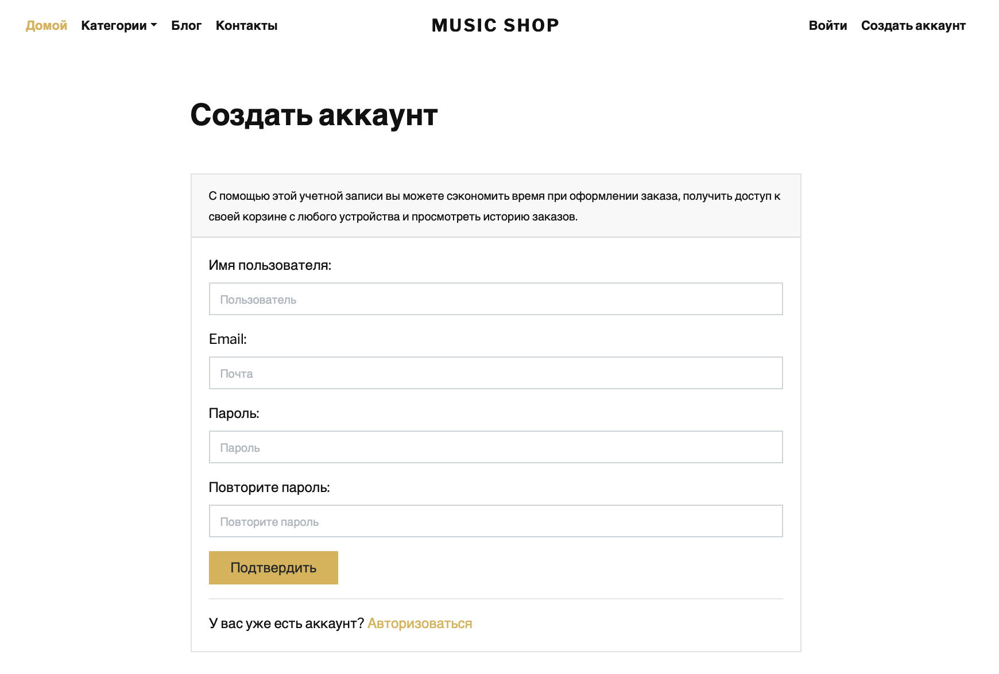 Домой Категории Блог Контакты MUSIC SHOP Войти Создать аккаунт
Создать аккаунт
С помощью этой учетной записи вы можете сэкономить время при оформлении заказа, получить доступ к
своей корзине с любого устройства и просмотреть историю заказов.
Имя пользователя:
Пользователь
Email:
Почта
Пароль:
Пароль
Повторите пароль:
Повторите пароль
Подтвердить
У вас уже есть аккаунт? Авторизоваться